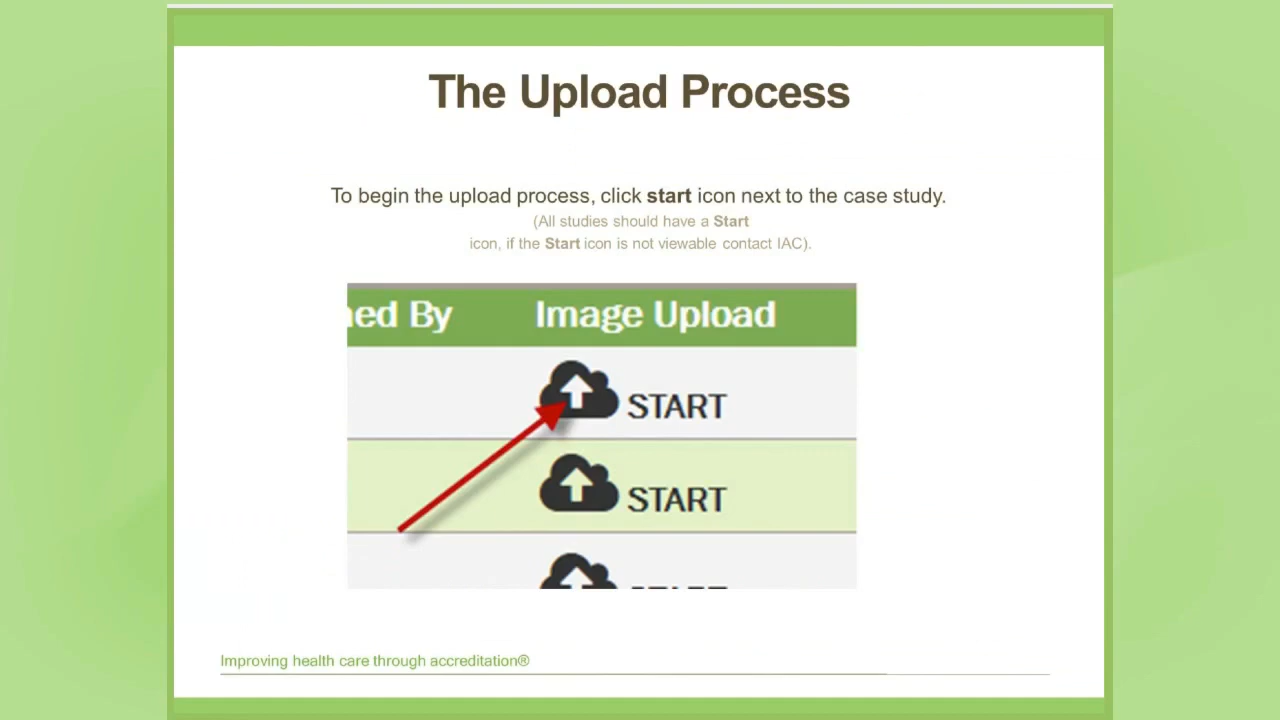 The Upload Process
To begin the upload process, click start icon next to the case study.
(All studies should have a Start
icon, if the Start icon is not viewable contact IAC).
ned By Image Upload
START
START
Improving health care through accreditation®